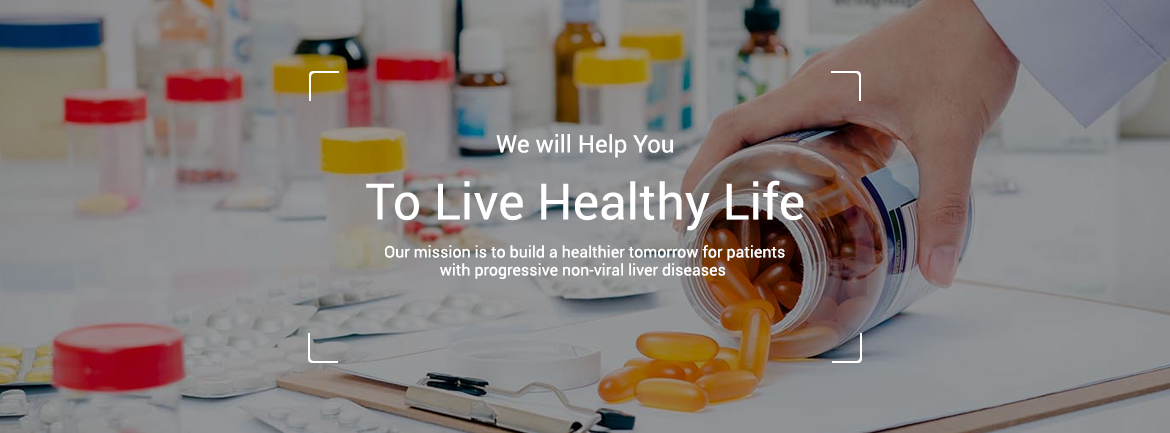 We will Help You
To Live Healthy Life
Our mission is to build a healthier tomorrow for patients
with progressive non-viral liver diseases